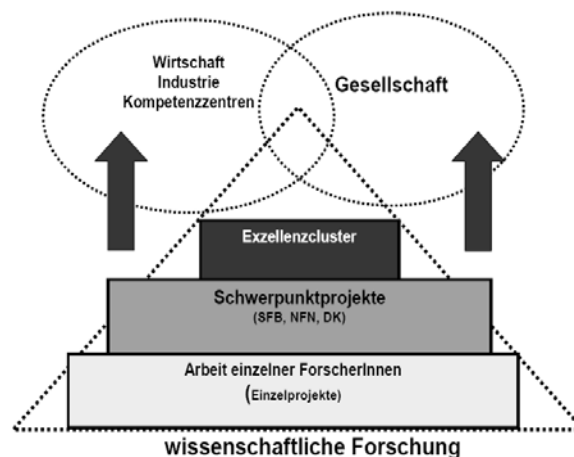 Wirtschaft
Industrie
Kompetenzzentren
Gesellschaft
Exzellenzcluster
Schwerpunktprojekte
(SFB, NFN, DK)
Arbeit einzelner ForscherInnen
(Einzelprojekte)
wissenschaftliche Forschung